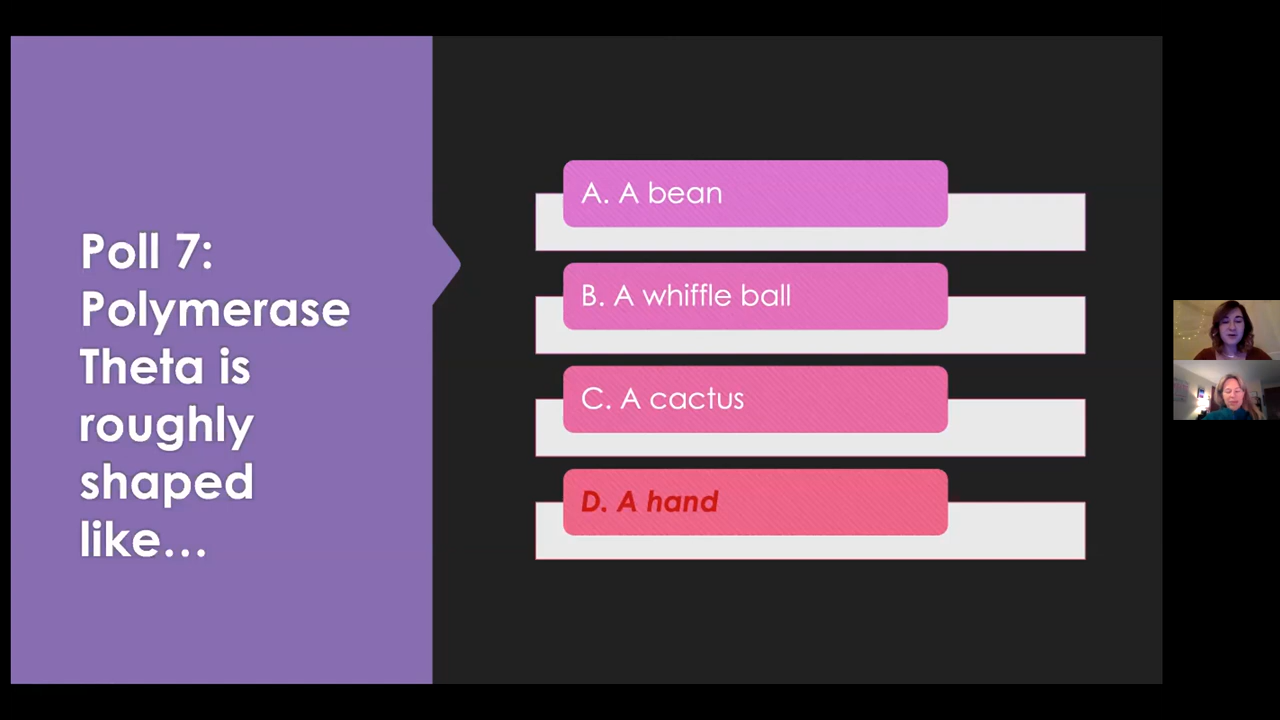 Poll 7:
Polymerase
Theta is
roughly
shaped
like…
A. A bean
B. A whiffle ball
C. A cactus
D. A hand